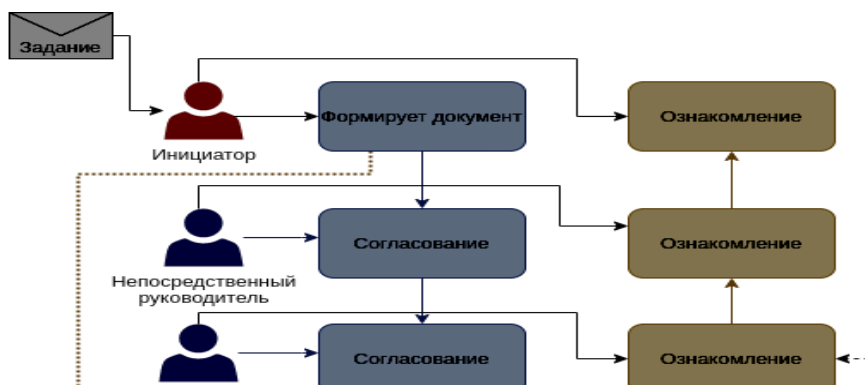 Задание
Формирует документ
Ознакомление
Инициатор
Согласование
Ознакомление
Непосредственный
руководитель
Согласование
Ознакомление